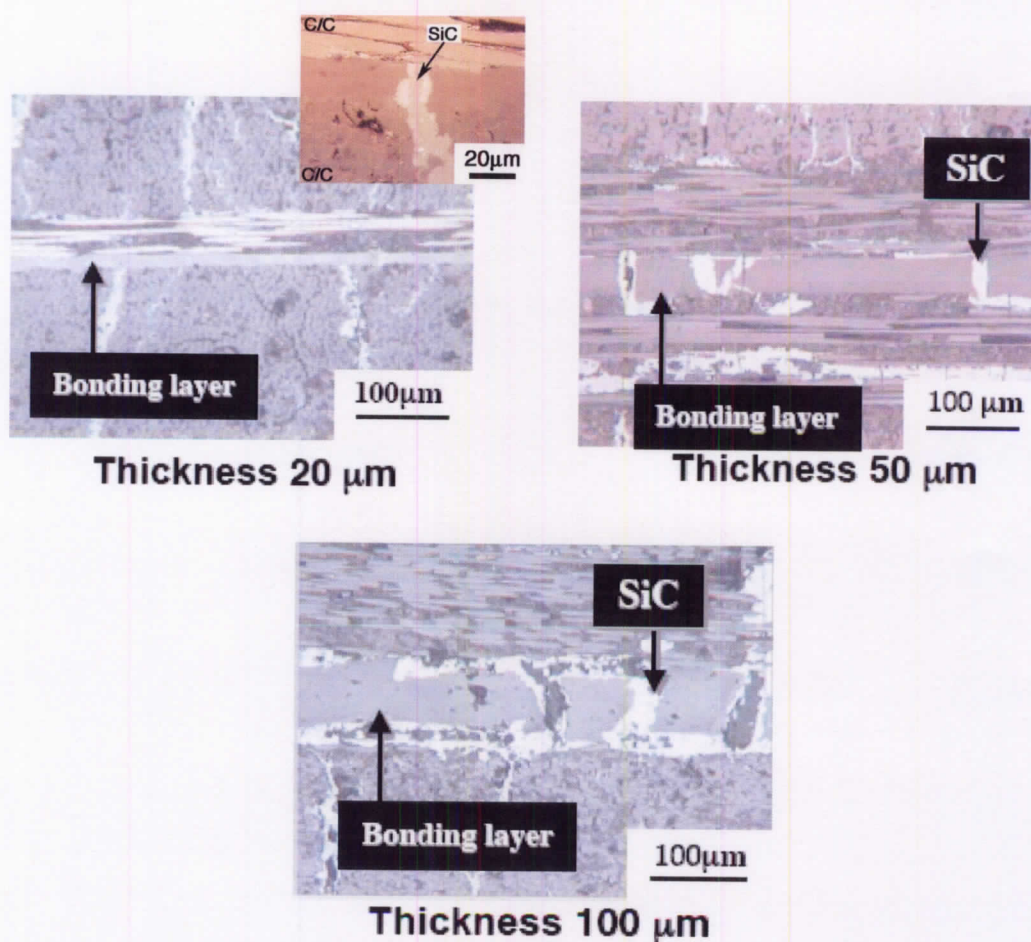 C/C
SiC
C/C
20μm
Bonding layer
100μm
Thickness 20 μm
SiC
Bonding layer
100 μm
Thickness 50 μm
SiC
Bonding layer
100μm
Thickness 100 μm